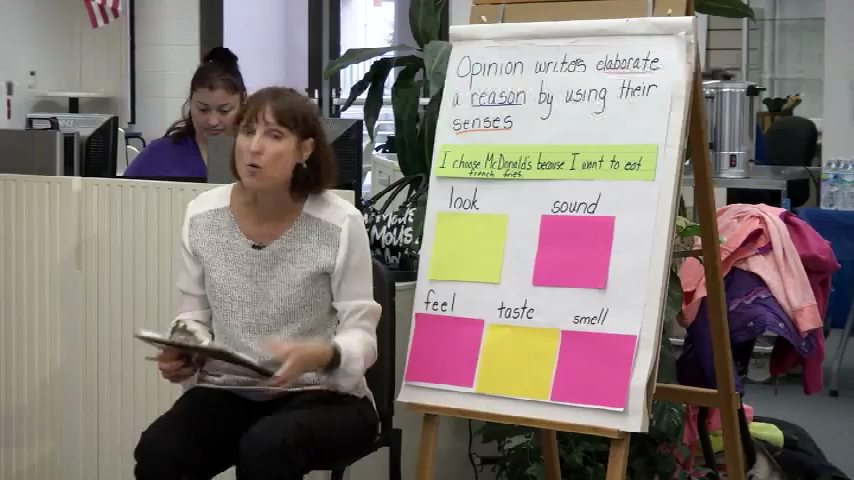 Opinion writers elaborate
a reason by using their
senses
I choose McDonald's because I want to eat
french fries.
look
sound
feel
taste
smell